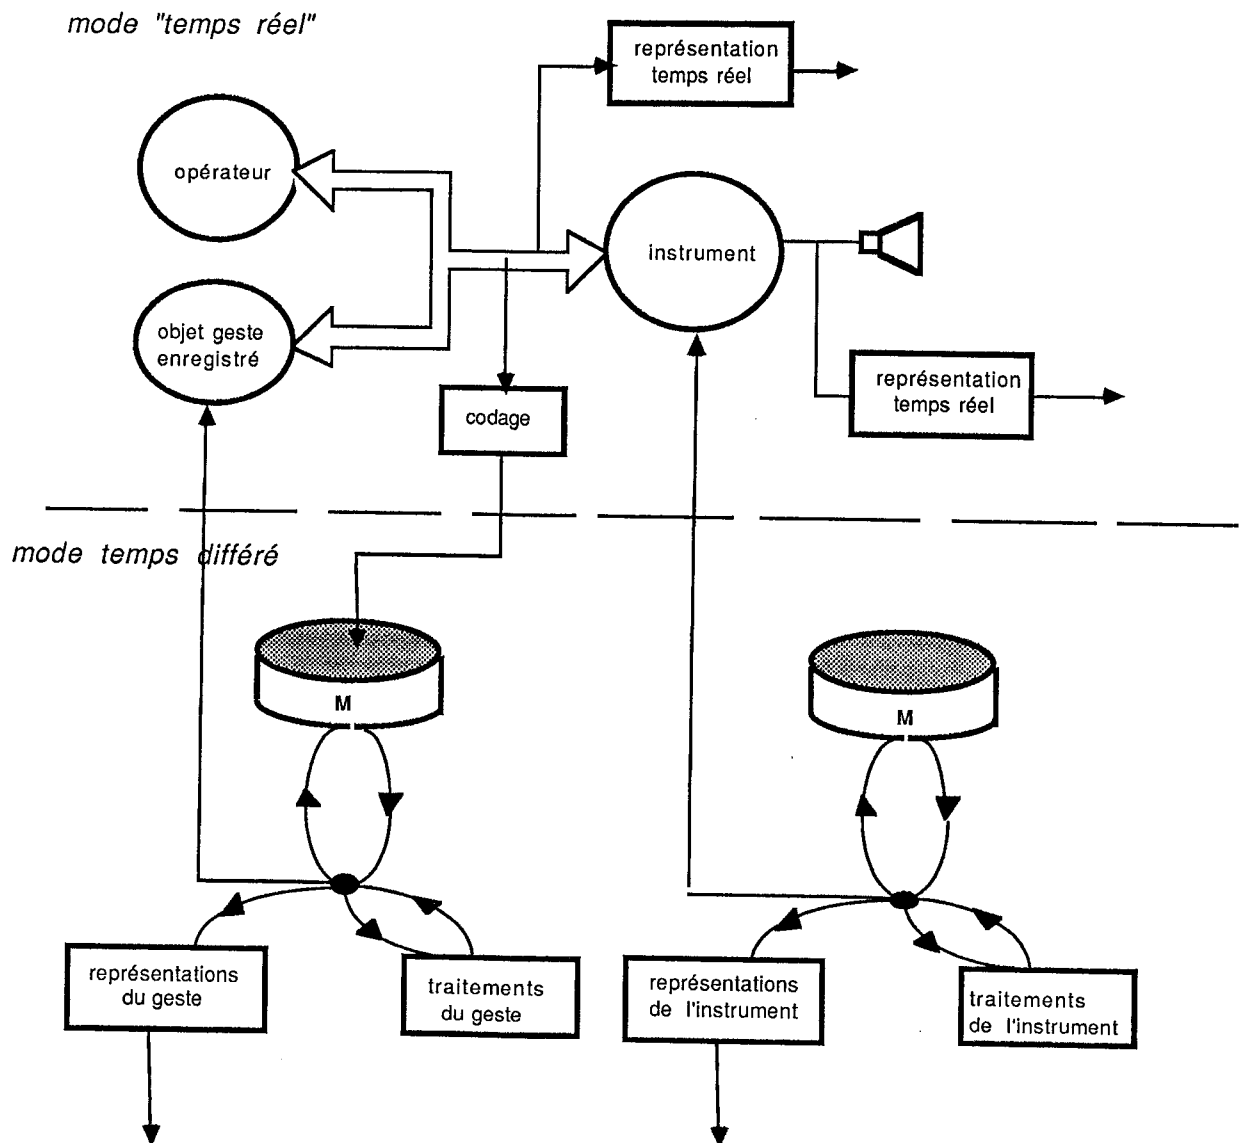 mode "temps réel"
représentation
temps réel
opérateur
instrument
objet geste
enregistré
représentation
temps réel
codage
mode temps différé
M
M
représentations
du geste
traitements
du geste
représentations
de l'instrument
traitements
de l'instrument